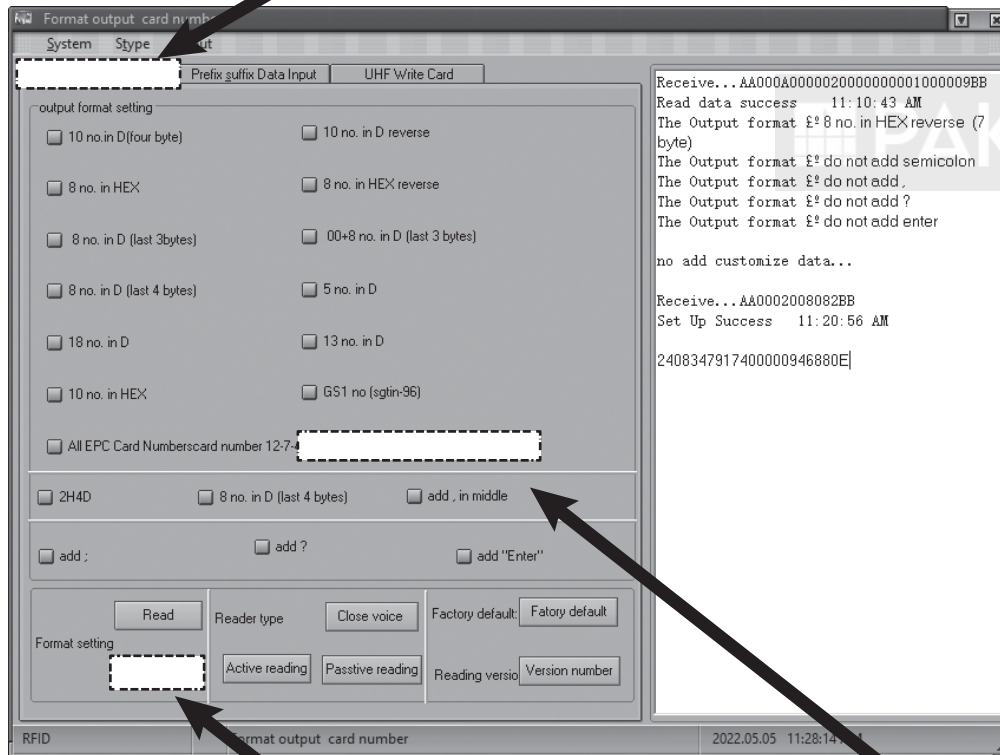 Format output card numb
System Stype ut
Prefix suffix Data Input UHF Write Card
output format setting
10 no.in D(four byte) 10 no. in D reverse
8 no. in HEX 8 no. in HEX reverse
8 no. in D (last 3bytes) 00+8 no. in D (last 3 bytes)
8 no. in D (last 4 bytes) 5 no. in D
18 no. in D 13 no. in D
10 no. in HEX GS1 no (sgtin-96)
All EPC Card Numberscard number 12-7-
2H4D 8 no. in D (last 4 bytes) add , in middle
add ; add ? add "Enter"
Read Reader type Close voice Factory default: Fatory default
Format setting
Active reading Passtive reading Reading versio Version number
Receive...AA000A0000020000000001000009BB
Read data success 11:10:43 AM
The Output format £º 8 no. in HEX reverse (7
byte)
The Output format £º do not add semicolon
The Output format £º do not add ,
The Output format £º do not add ?
The Output format £º do not add enter
no add customize data...
Receive...AA0002008082BB
Set Up Success 11:20:56 AM
2408347917400000946880E
PAK
RFID ormat output card number 2022.05.05 11:28:14